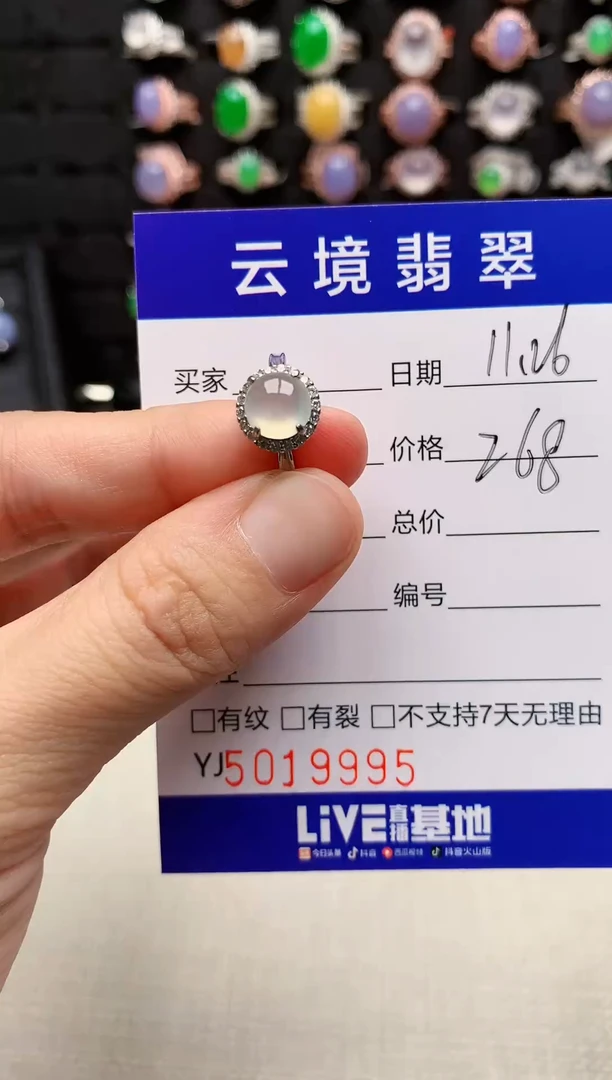 云境翡翠
买家 日期 11.26
价格 268
总价
编号
□有纹 □有裂 □不支持7天无理由
YJ5019995
LiVE直播基地
今日头条 抖音 西瓜视频 抖音火山版